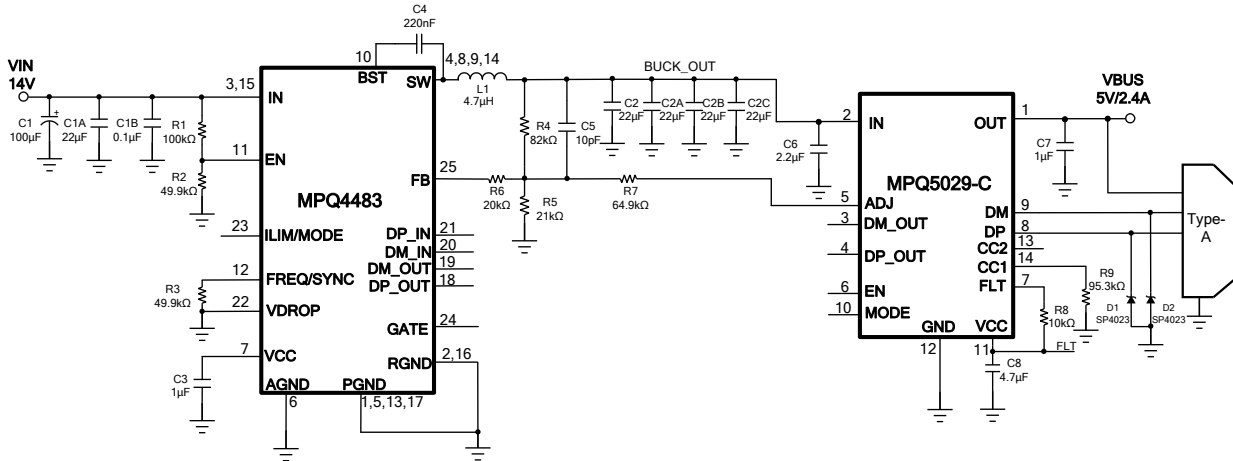 VIN
14V
3,15
C1
100μF
+
C1A
22μF
C1B
0.1μF
R1
100kΩ
11
R2
49.9kΩ
23
12
R3
49.9kΩ
22
7
C3
1μF
C4
220nF
10
BST
4,8,9,14
SW
IN
EN
FB
25
MPQ4483
ILIM/MODE
DP_IN
21
DM_IN
20
DM_OUT
19
DP_OUT
18
FREQ/SYNC
VDROP
GATE
24
VCC
RGND
2,16
AGND
6
PGND
1,5,13,17
L1
4.7μH
BUCK_OUT
R4
82kΩ
C5
10pF
C2
22μF
C2A
22μF
C2B
22μF
C2C
22μF
R6
20kΩ
R5
21kΩ
R7
64.9kΩ
C6
2.2μF
2
IN
OUT
1
MPQ5029-C
5
ADJ
3
DM_OUT
4
DP_OUT
6
EN
10
MODE
DM
9
DP
8
CC2
13
CC1
14
FLT
7
GND
12
VCC
11
VBUS
5V/2.4A
C7
1μF
Type-
A
R9
95.3kΩ
R8
10kΩ
FLT
C8
4.7μF
D1
SP4023
D2
SP4023